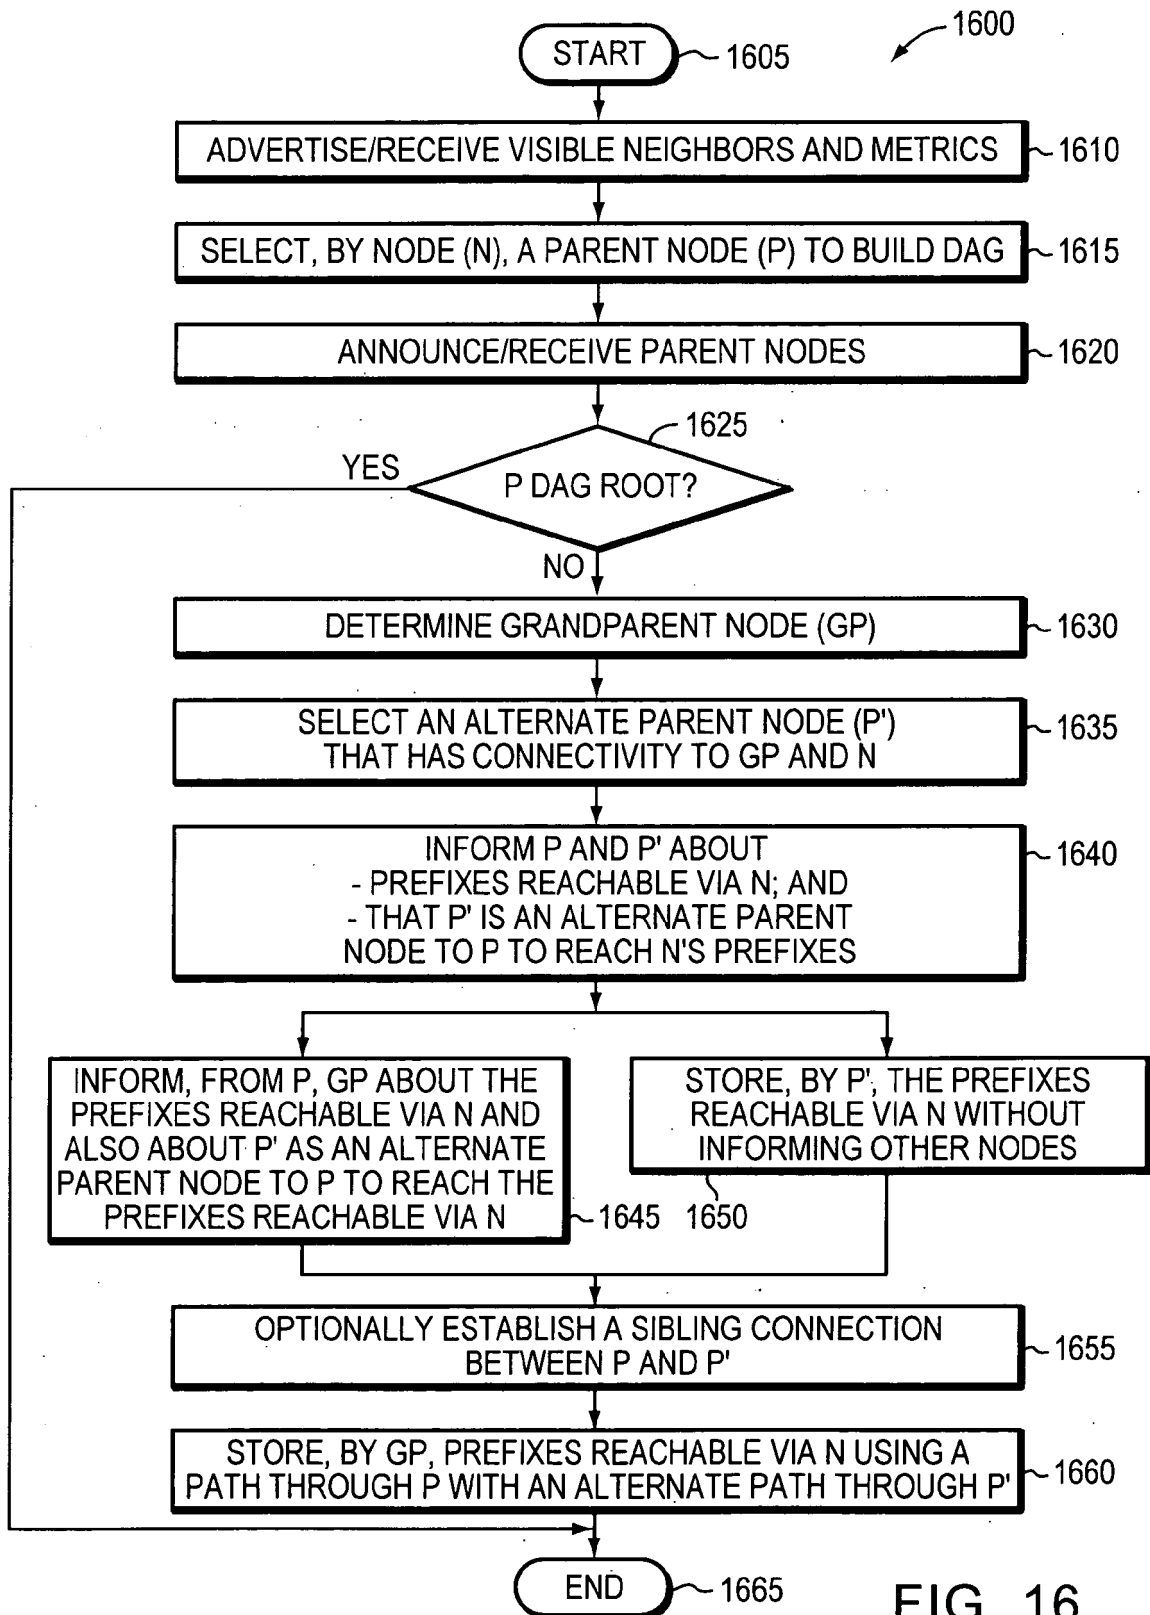 1600
START
1605
ADVERTISE/RECEIVE VISIBLE NEIGHBORS AND METRICS
1610
SELECT, BY NODE (N), A PARENT NODE (P) TO BUILD DAG
1615
ANNOUNCE/RECEIVE PARENT NODES
1620
1625
YES
P DAG ROOT?
NO
DETERMINE GRANDPARENT NODE (GP)
1630
SELECT AN ALTERNATE PARENT NODE (P')
THAT HAS CONNECTIVITY TO GP AND N
1635
INFORM P AND P' ABOUT
- PREFIXES REACHABLE VIA N; AND
- THAT P' IS AN ALTERNATE PARENT
NODE TO P TO REACH N'S PREFIXES
1640
INFORM, FROM P, GP ABOUT THE
PREFIXES REACHABLE VIA N AND
ALSO ABOUT P' AS AN ALTERNATE
PARENT NODE TO P TO REACH THE
PREFIXES REACHABLE VIA N
1645
STORE, BY P', THE PREFIXES
REACHABLE VIA N WITHOUT
INFORMING OTHER NODES
1650
OPTIONALLY ESTABLISH A SIBLING CONNECTION
BETWEEN P AND P'
1655
STORE, BY GP, PREFIXES REACHABLE VIA N USING A
PATH THROUGH P WITH AN ALTERNATE PATH THROUGH P'
1660
END
1665
FIG. 16